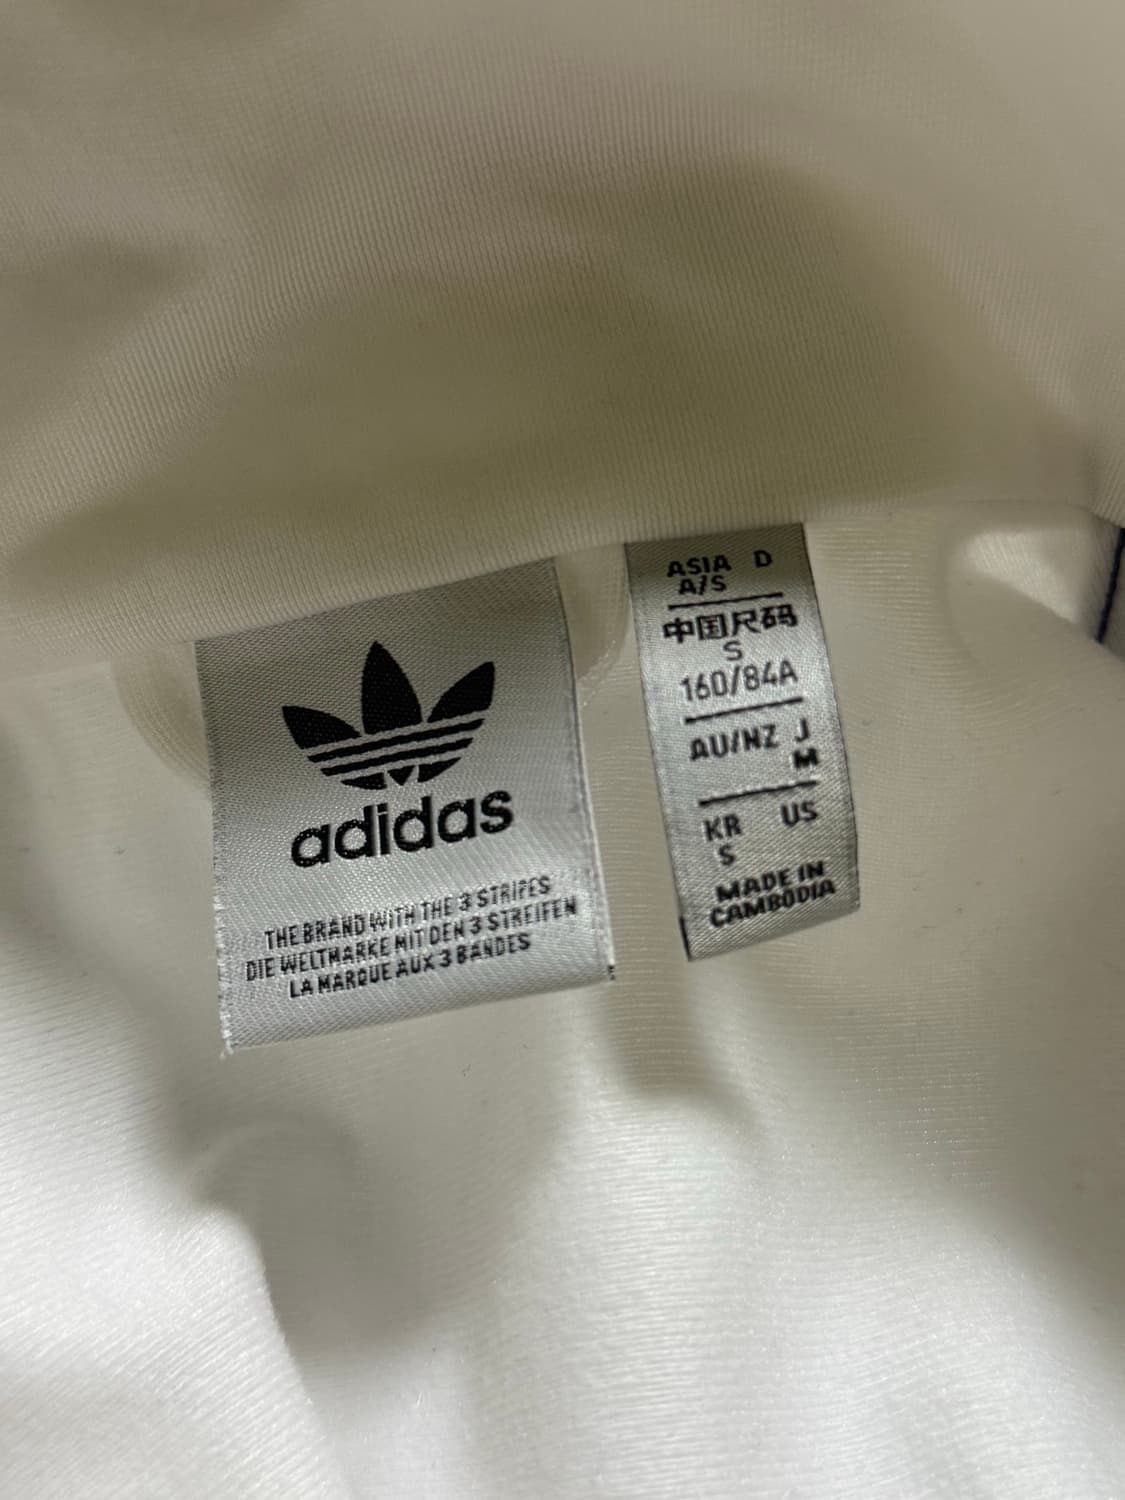 adidas
THE BRAND WITH THE 3 STRIPES
DIE WELTMARKE MIT DEN 3 STREIFEN
LA MARQUE AUX 3 BANDES
ASIA D
A/S
中国尺码
S
160/84A
AU/NZ J
M
KR US
S
MADE IN
CAMBODIA